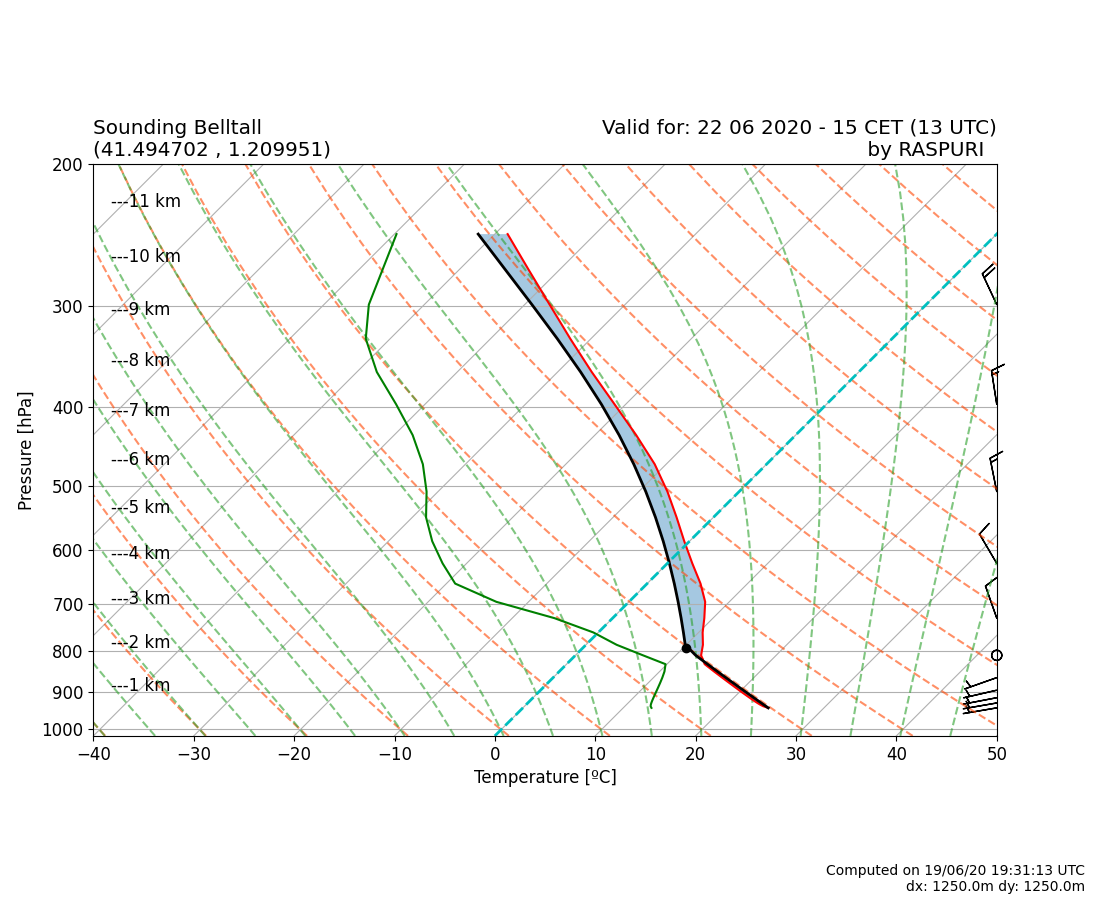 Sounding Belltall
(41.494702 , 1.209951)
Valid for: 22 06 2020 - 15 CET (13 UTC)
by RASPURI
200
300
400
500
600
700
800
900
1000
Pressure [hPa]
---11 km
---10 km
---9 km
---8 km
---7 km
---6 km
---5 km
---4 km
---3 km
---2 km
---1 km
−40 −30 −20 −10 0 10 20 30 40 50
Temperature [ºC]
Computed on 19/06/20 19:31:13 UTC
dx: 1250.0m dy: 1250.0m